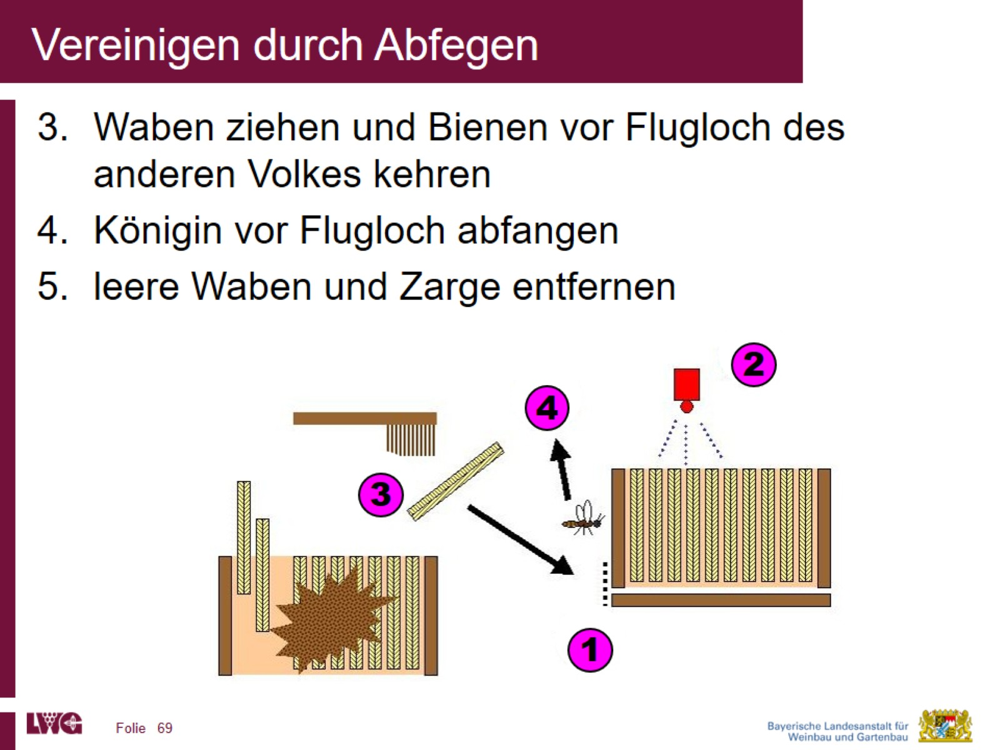 Vereinigen durch Abfegen
3. Waben ziehen und Bienen vor Flugloch des
anderen Volkes kehren
4. Königin vor Flugloch abfangen
5. leere Waben und Zarge entfernen
2
4
3
1
LWG
Folie 69
Bayerische Landesanstalt für
Weinbau und Gartenbau